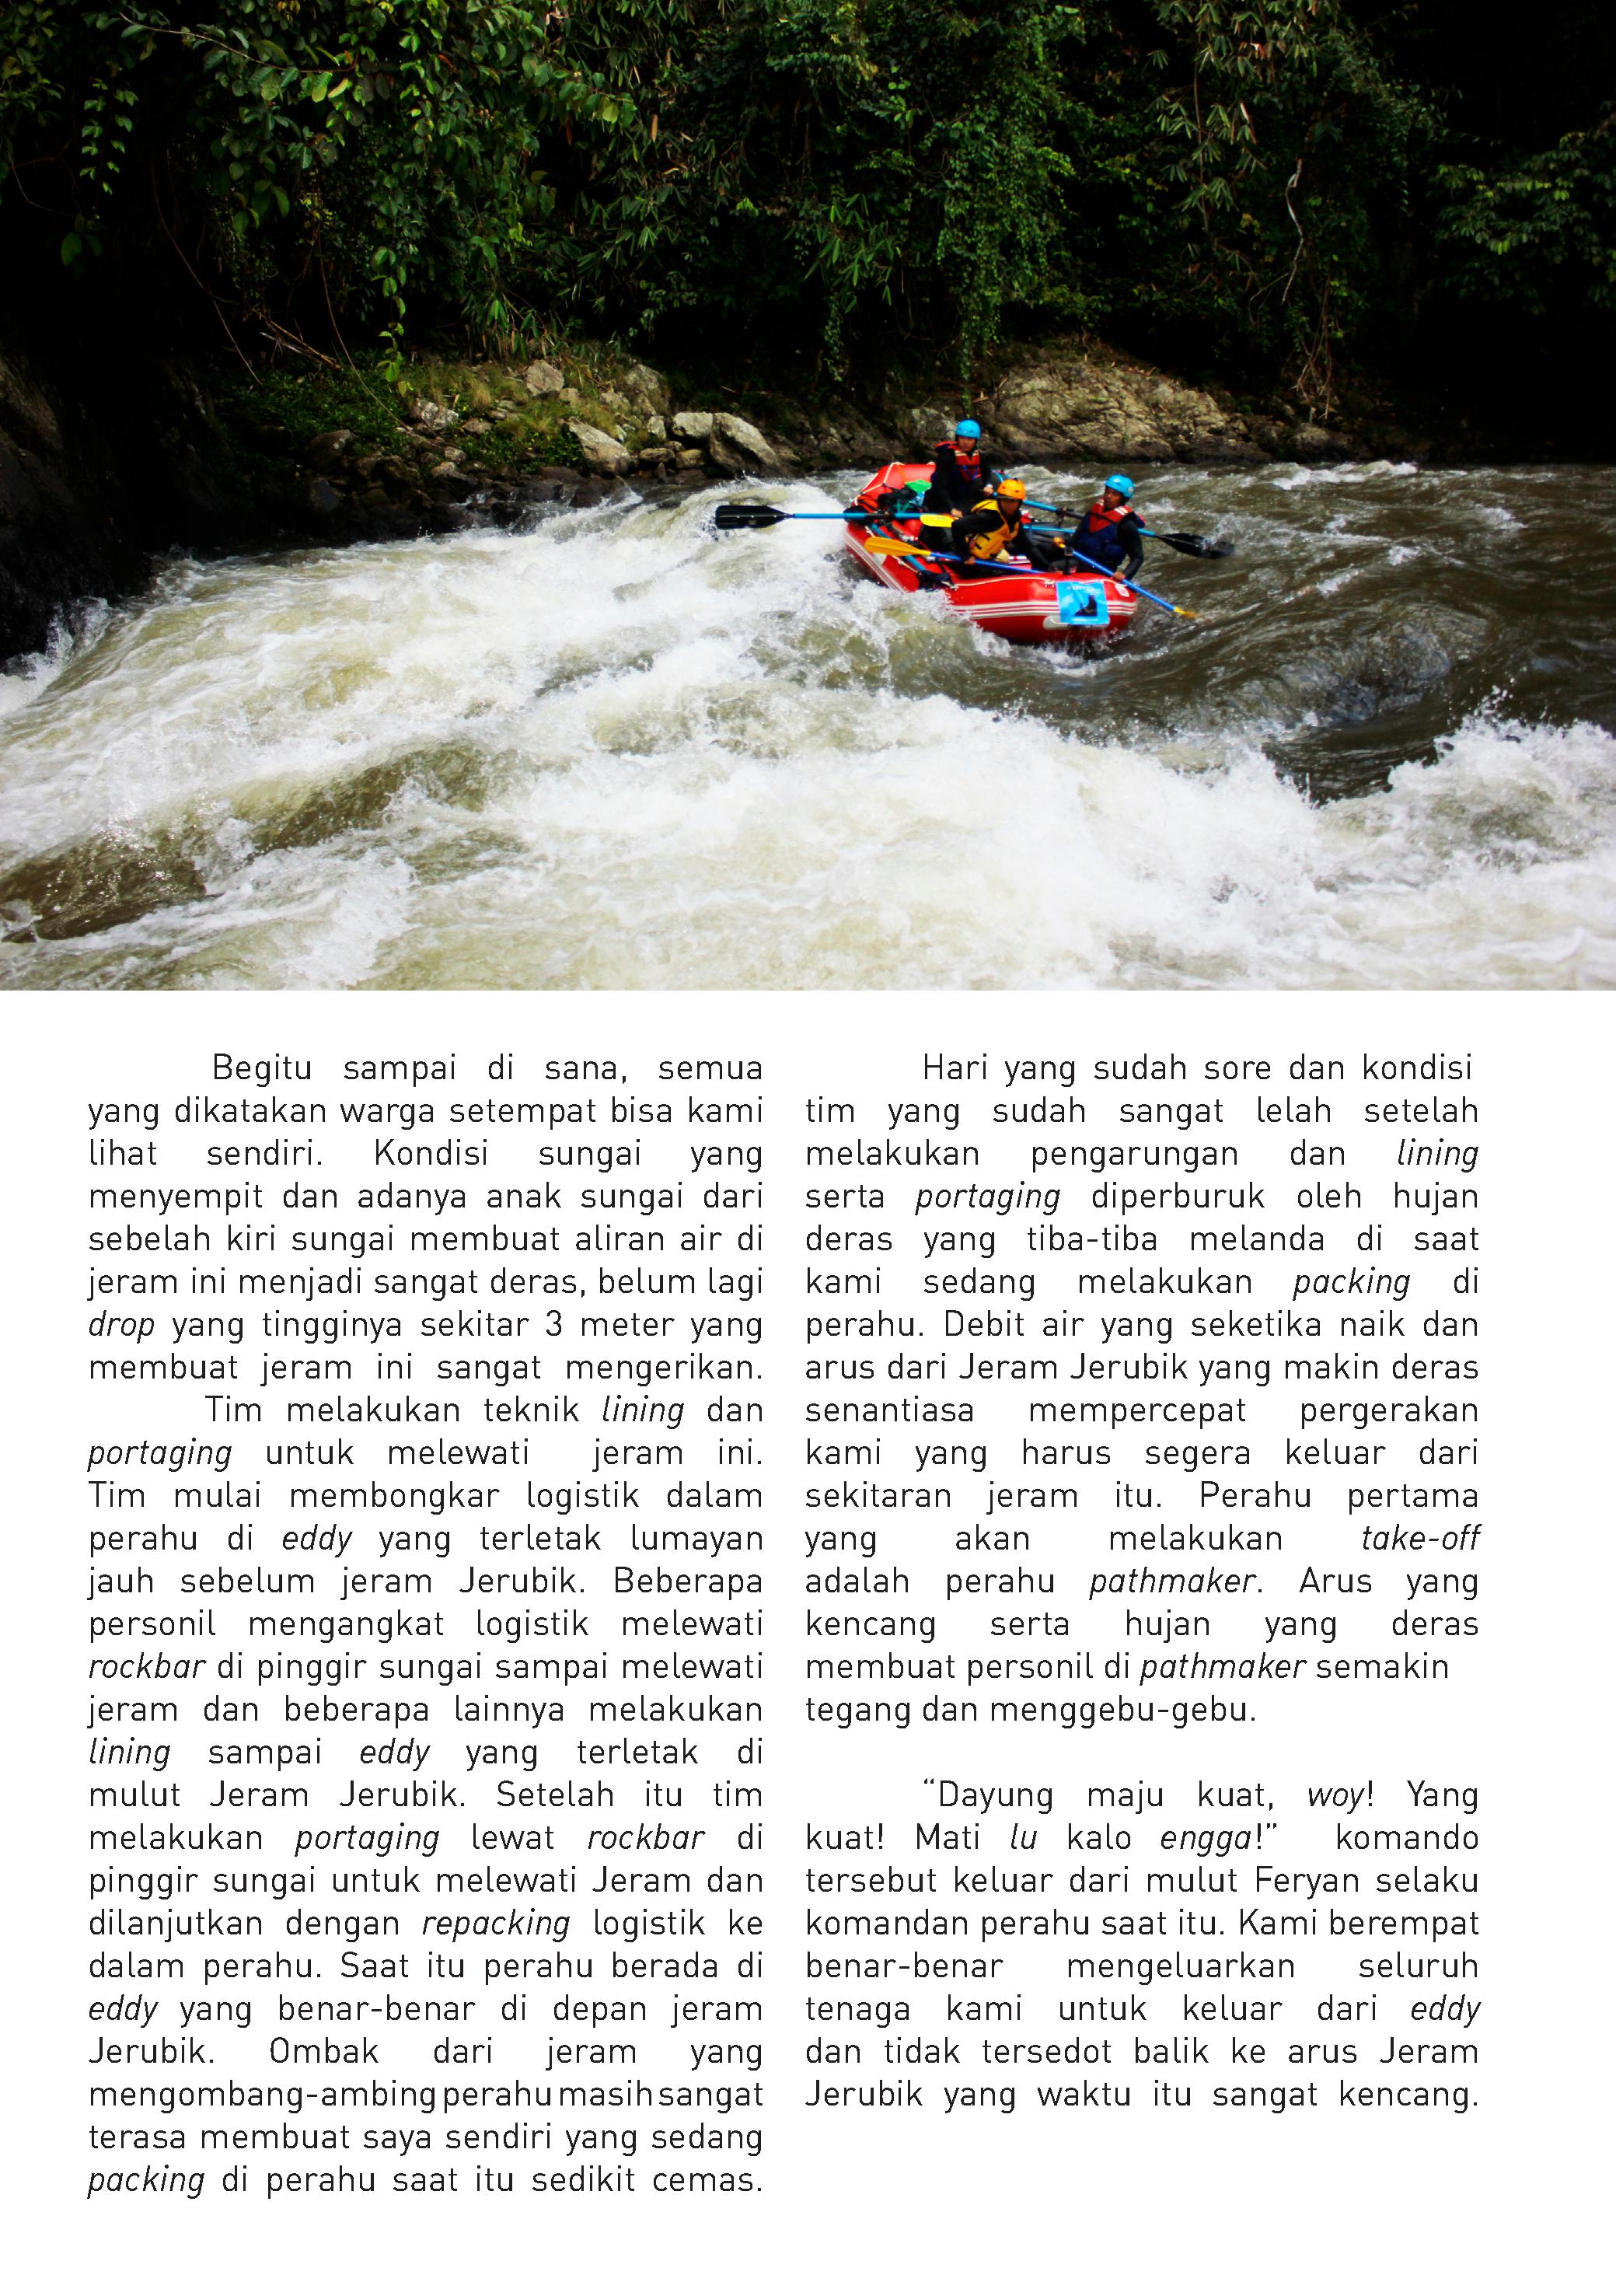 Begitu sampai di sana, semua
yang dikatakan warga setempat bisa kami
lihat sendiri. Kondisi sungai yang
menyempit dan adanya anak sungai dari
sebelah kiri sungai membuat aliran air di
jeram ini menjadi sangat deras, belum lagi
drop yang tingginya sekitar 3 meter yang
membuat jeram ini sangat mengerikan.
Tim melakukan teknik lining dan
portaging untuk melewati jeram ini.
Tim mulai membongkar logistik dalam
perahu di eddy yang terletak lumayan
jauh sebelum jeram Jerubik. Beberapa
personil mengangkat logistik melewati
rockbar di pinggir sungai sampai melewati
jeram dan beberapa lainnya melakukan
lining sampai eddy yang terletak di
mulut Jeram Jerubik. Setelah itu tim
melakukan portaging lewat rockbar di
pinggir sungai untuk melewati Jeram dan
dilanjutkan dengan repacking logistik ke
dalam perahu. Saat itu perahu berada di
eddy yang benar-benar di depan jeram
Jerubik. Ombak dari jeram yang
mengombang-ambing perahu masih sangat
terasa membuat saya sendiri yang sedang
packing di perahu saat itu sedikit cemas.
Hari yang sudah sore dan kondisi
tim yang sudah sangat lelah setelah
melakukan pengarungan dan lining
serta portaging diperburuk oleh hujan
deras yang tiba-tiba melanda di saat
kami sedang melakukan packing di
perahu. Debit air yang seketika naik dan
arus dari Jeram Jerubik yang makin deras
senantiasa mempercepat pergerakan
kami yang harus segera keluar dari
sekitaran jeram itu. Perahu pertama
yang akan melakukan take-off
adalah perahu pathmaker. Arus yang
kencang serta hujan yang deras
membuat personil di pathmaker semakin
tegang dan menggebu-gebu.
“Dayung maju kuat, woy! Yang
kuat! Mati lu kalo engga!” komando
tersebut keluar dari mulut Feryan selaku
komandan perahu saat itu. Kami berempat
benar-benar mengeluarkan seluruh
tenaga kami untuk keluar dari eddy
dan tidak tersedot balik ke arus Jeram
Jerubik yang waktu itu sangat kencang.